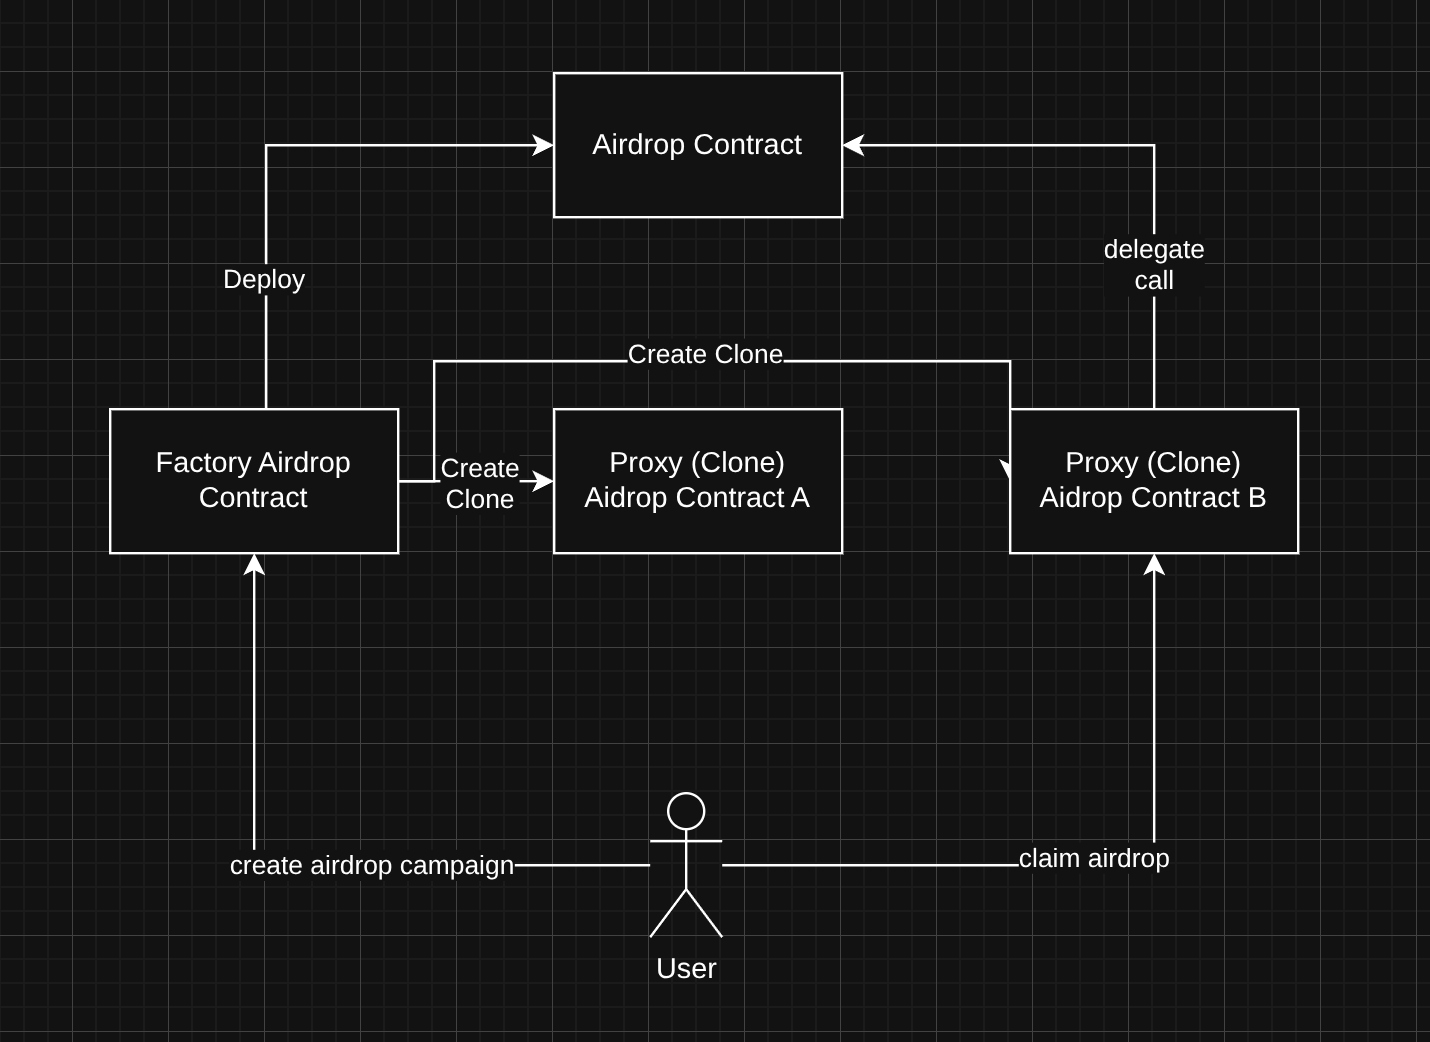 Airdrop Contract
Deploy
delegate
call
Create Clone
Factory Airdrop
Contract
Create
Clone
Proxy (Clone)
Aidrop Contract A
Proxy (Clone)
Aidrop Contract B
create airdrop campaign
claim airdrop
User